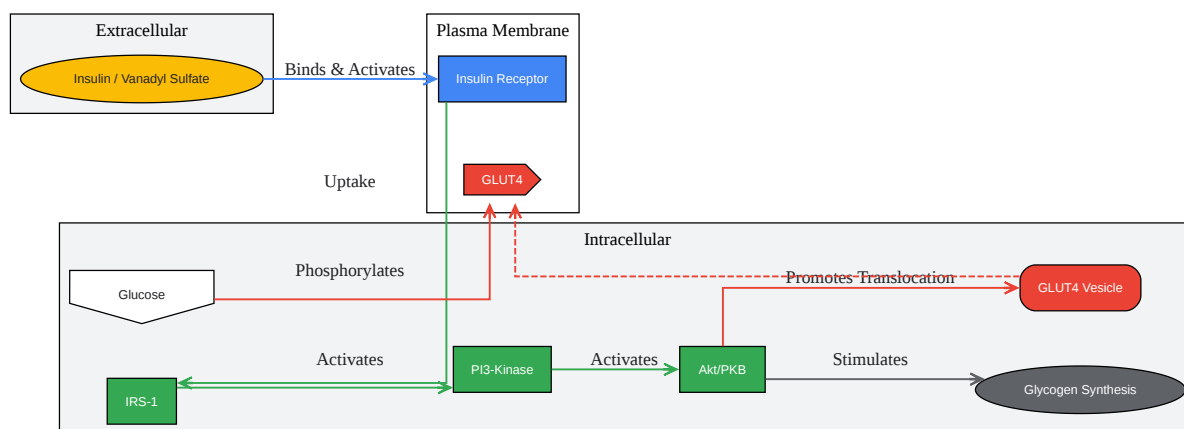 Extracellular
Plasma Membrane
Insulin / Vanadyl Sulfate
Binds & Activates
Insulin Receptor
Uptake
GLUT4
Intracellular
Phosphorylates
Promotes Translocation
Glucose
GLUT4 Vesicle
Activates
PI3-Kinase
Activates
Akt/PKB
Stimulates
IRS-1
Glycogen Synthesis